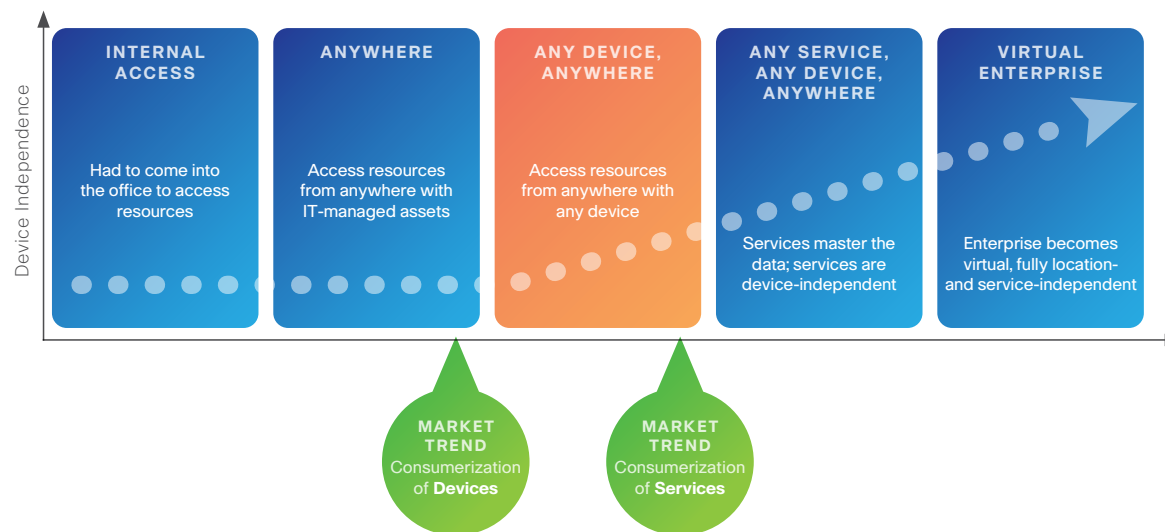 Device Independence
INTERNAL
ACCESS
Had to come into
the office to access
resources
ANYWHERE
Access resources
from anywhere with
IT-managed assets
ANY DEVICE,
ANYWHERE
Access resources
from anywhere with
any device
ANY SERVICE,
ANY DEVICE,
ANYWHERE
Services master the
data; services are
device-independent
VIRTUAL
ENTERPRISE
Enterprise becomes
virtual, fully location-
and service-independent
MARKET
TREND
Consumerization
of Devices
MARKET
TREND
Consumerization
of Services